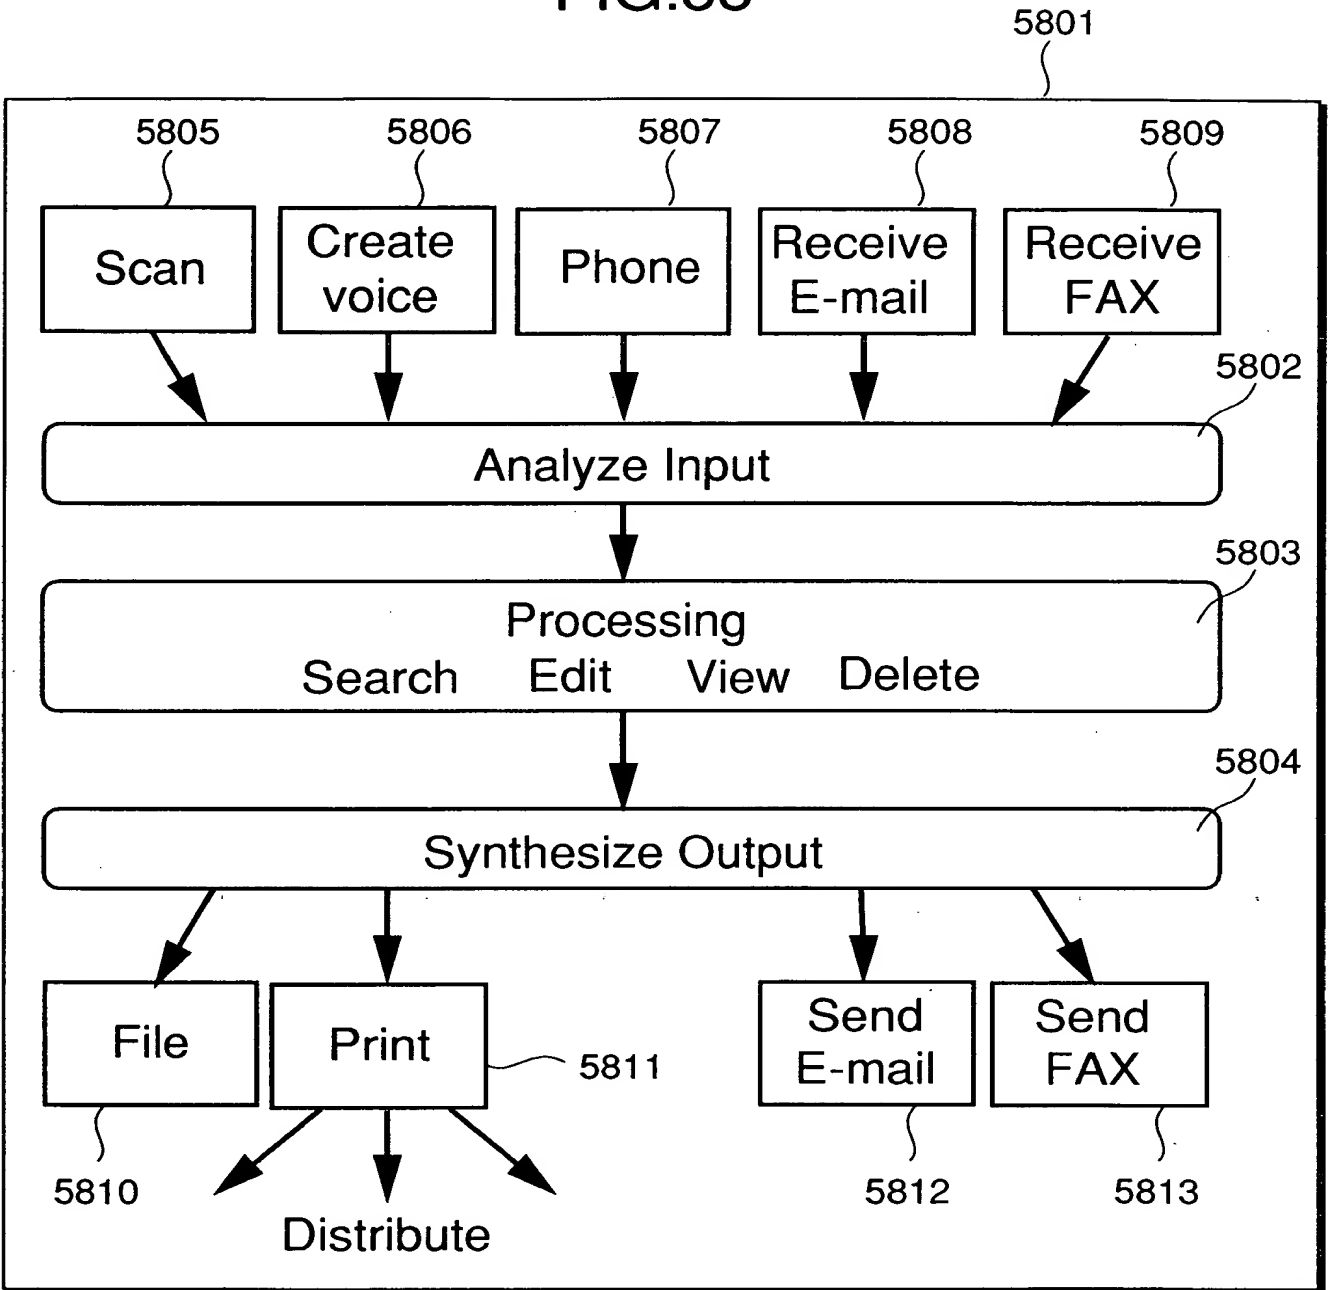 5801
5805 5806 5807 5808 5809
Scan
Create
voice
Phone
Receive
E-mail
Receive
FAX
5802
Analyze Input
5803
Processing
Search Edit View Delete
5804
Synthesize Output
File
Print
5811
Send
E-mail
Send
FAX
5810
5812
5813
Distribute